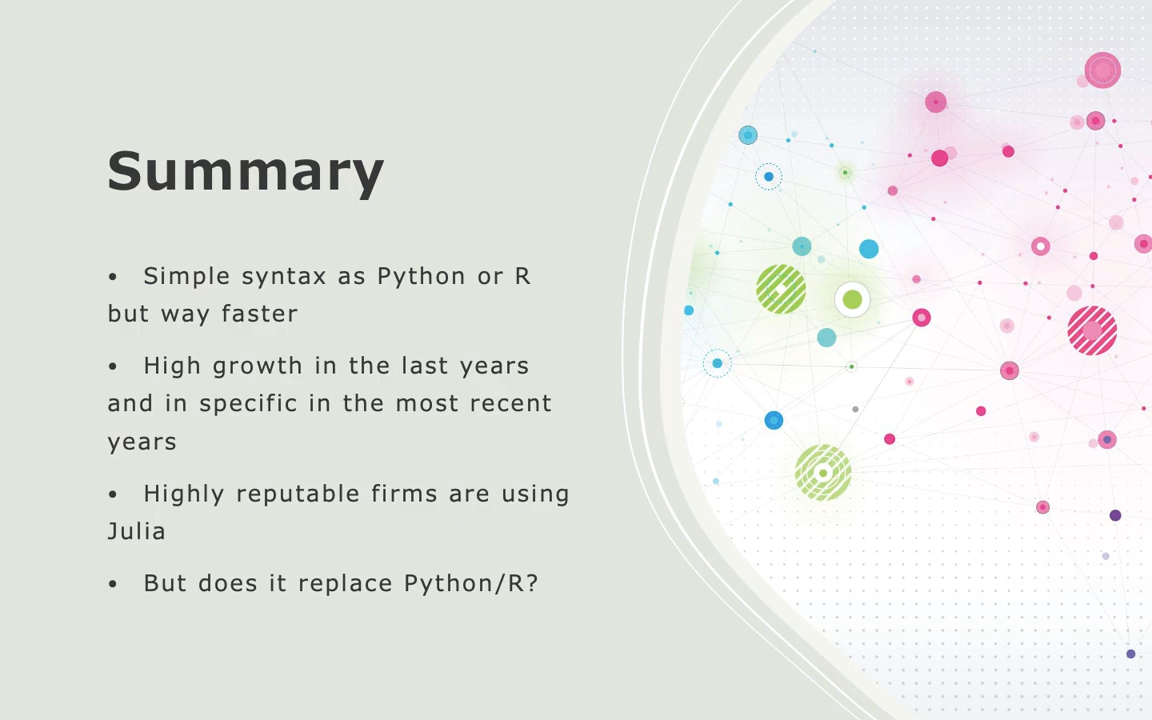 Summary
• Simple syntax as Python or R
but way faster
• High growth in the last years
and in specific in the most recent
years
• Highly reputable firms are using
Julia
• But does it replace Python/R?